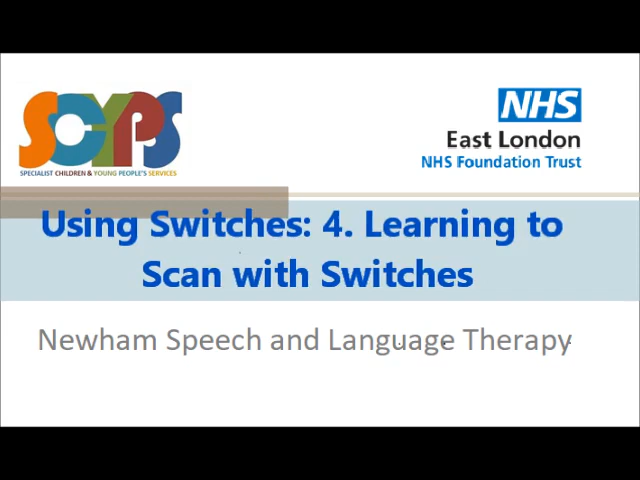 SCYPS
SPECIALIST CHILDREN & YOUNG PEOPLE'S SERVICES
NHS
East London
NHS Foundation Trust
Using Switches: 4. Learning to
Scan with Switches
Newham Speech and Language Therapy